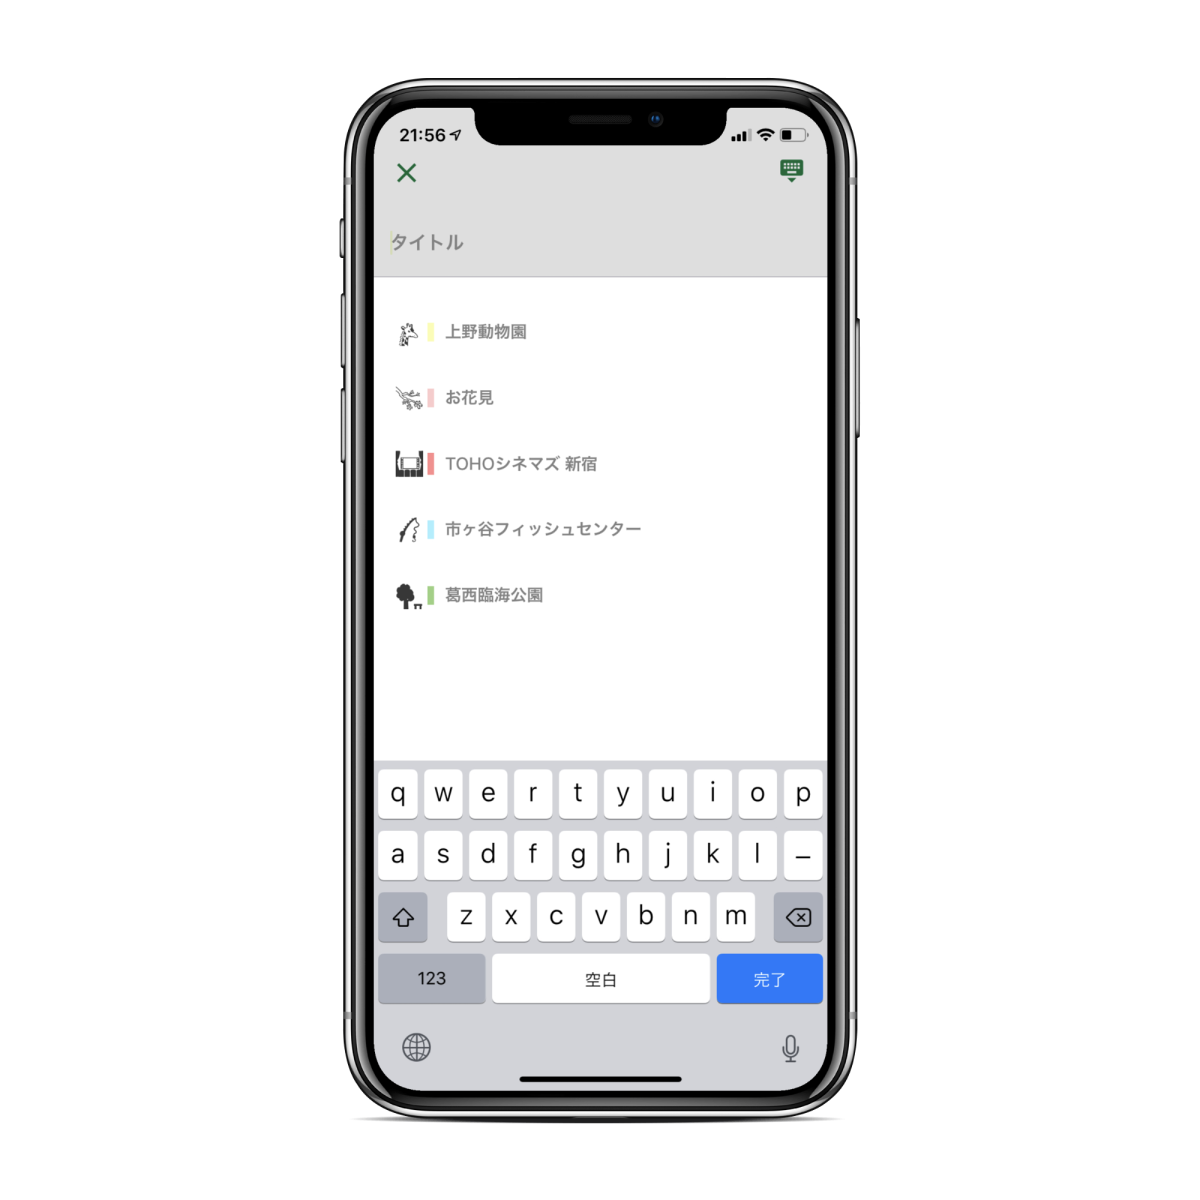 21:56
タイトル
上野動物園
お花見
TOHOシネマズ 新宿
市ヶ谷フィッシュセンター
葛西臨海公園
q w e r t y u i o p
a s d f g h j k l –
z x c v b n m
123 空白 完了